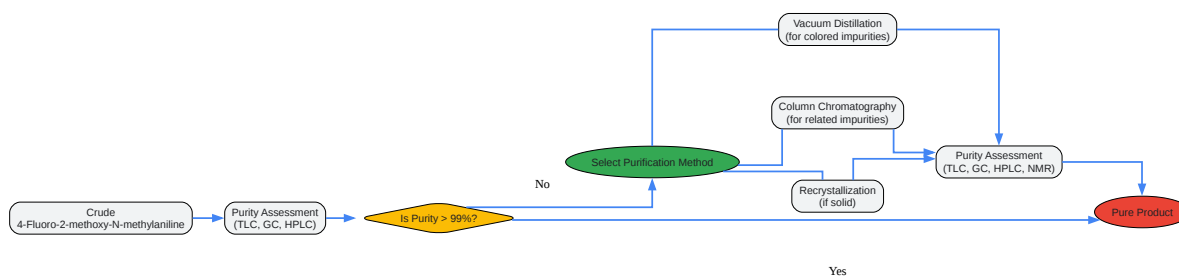 Vacuum Distillation
(for colored impurities)
Column Chromatography
(for related impurities)
Select Purification Method
Purity Assessment
(TLC, GC, HPLC, NMR)
Recrystallization
(if solid)
No
Crude
4-Fluoro-2-methoxy-N-methylaniline
Purity Assessment
(TLC, GC, HPLC)
Is Purity > 99%?
Pure Product
Yes